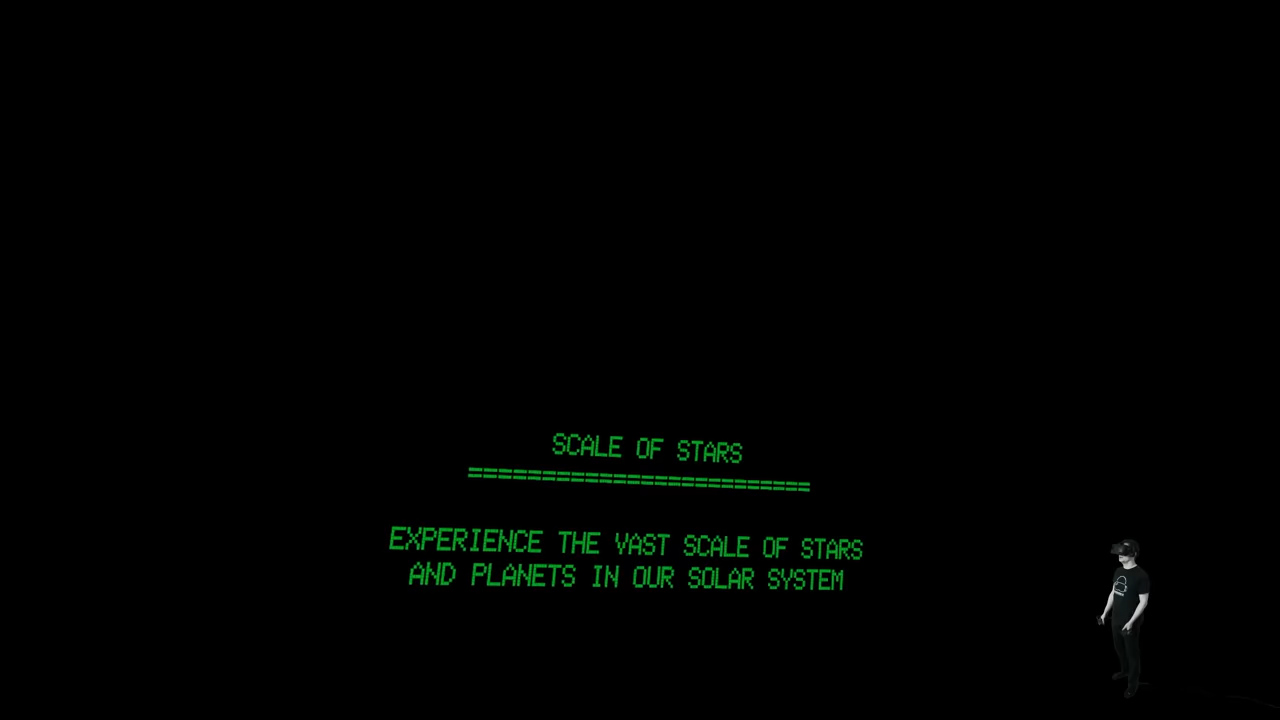 SCALE OF STARS
========================
EXPERIENCE THE VAST SCALE OF STARS
AND PLANETS IN OUR SOLAR SYSTEM